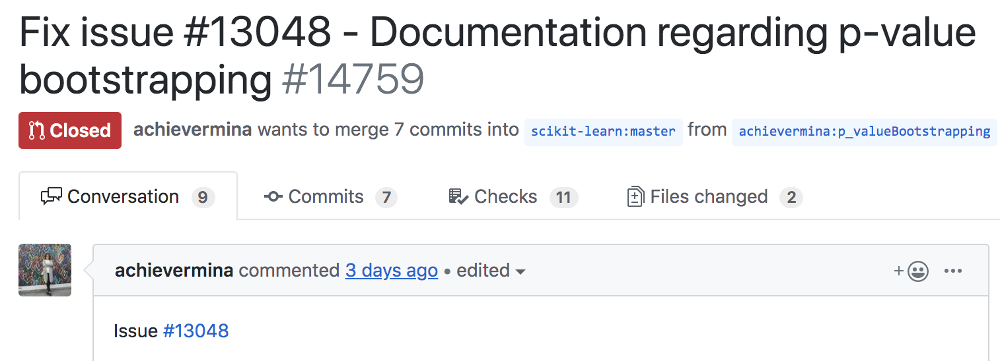 Fix issue #13048 - Documentation regarding p-value
bootstrapping #14759
Closed achievermina wants to merge 7 commits into scikit-learn:master from achievermina:p_valueBootstrapping
Conversation 9 Commits 7 Checks 11 Files changed 2
achievermina commented 3 days ago • edited
Issue #13048